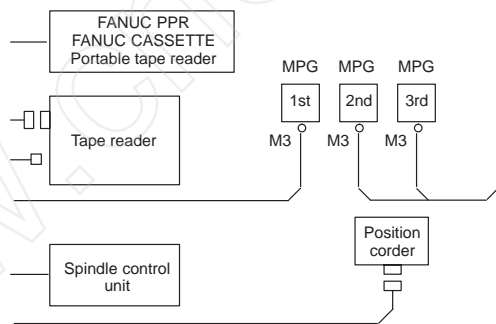 FANUC PPR
FANUC CASSETTE
Portable tape reader
MPG MPG MPG
1st 2nd 3rd
Tape reader
M3 M3 M3
Position
corder
Spindle control
unit